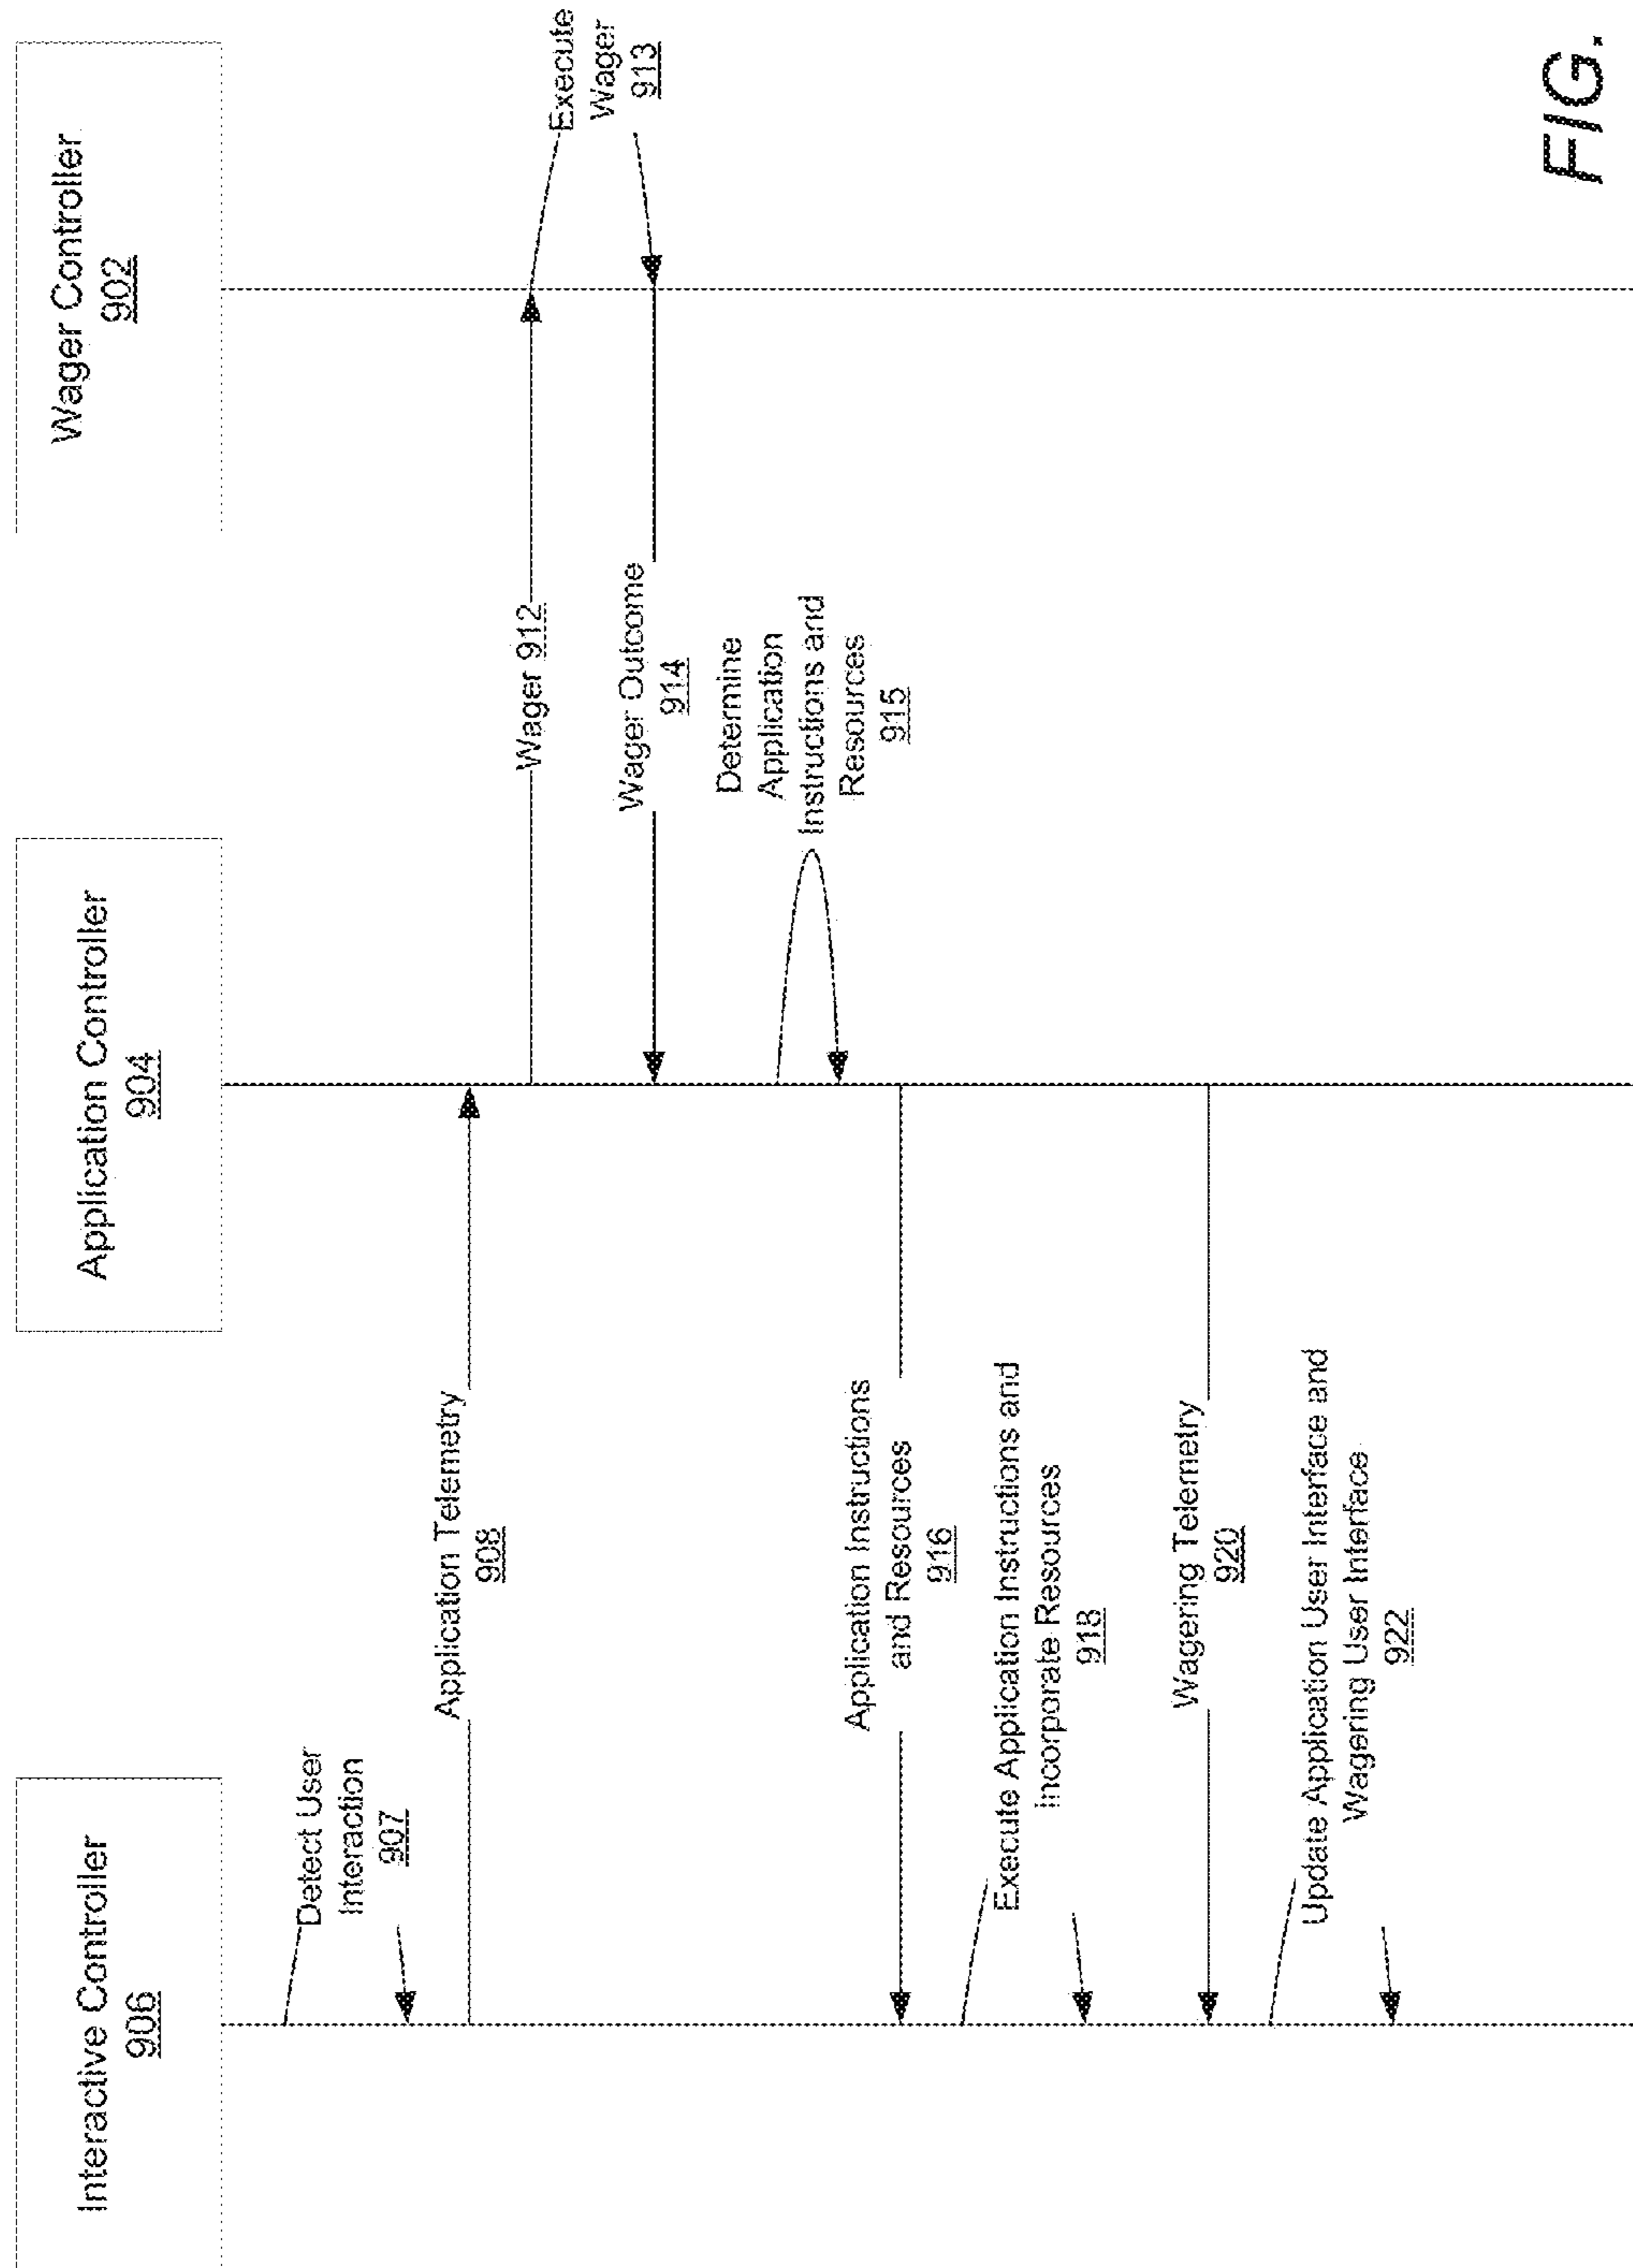 Interactive Controller
906
Application Controller
904
Wager Controller
902
Detect User
Interaction
907
Application Telemetry
908
Wager 912
Execute
Wager
913
Wager Outcome
914
Determine
Application
Instructions and
Resources
915
Application Instructions
and Resources
916
Execute Application Instructions and
Incorporate Resources
918
Wagering Telemetry
920
Update Application User Interface and
Wagering User Interface
922
FIG.